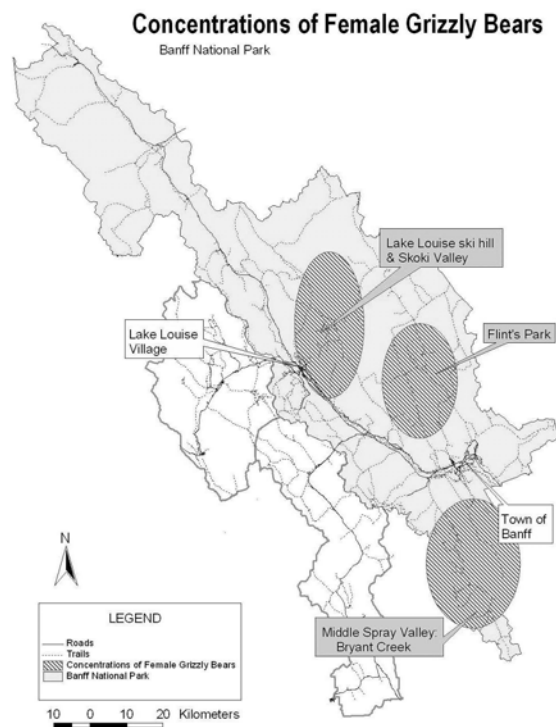 Concentrations of Female Grizzly Bears
Banff National Park
Lake Louise ski hill
& Skoki Valley
Flint's Park
Lake Louise
Village
Town of
Banff
N
Middle Spray Valley:
Bryant Creek
LEGEND
Roads
Trails
Concentrations of Female Grizzly Bears
Banff National Park
10 0 10 20 Kilometers